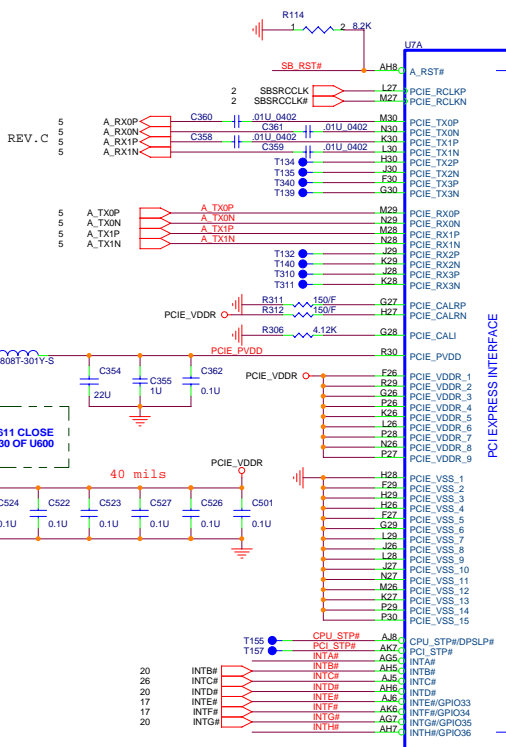 R114
1 2 8.2K
U7A
SB_RST# AH8 A_RST#
2 SBSRCCLK L27 PCIE_RCLKP
2 SBSRCCLK# M27 PCIE_RCLKN
REV.C
5 A_RX0P C360 .01U_0402 M30 PCIE_TX0P
5 A_RX0N C361 .01U_0402 N30 PCIE_TX0N
5 A_RX1P C358 .01U_0402 K30 PCIE_TX1P
5 A_RX1N C359 .01U_0402 L30 PCIE_TX1N
T134 H30 PCIE_TX2P
T135 J30 PCIE_TX2N
T340 F30 PCIE_TX3P
T139 G30 PCIE_TX3N
5 A_TX0P A_TX0P M29 PCIE_RX0P
5 A_TX0N A_TX0N N29 PCIE_RX0N
5 A_TX1P A_TX1P M28 PCIE_RX1P
5 A_TX1N A_TX1N N28 PCIE_RX1N
T132 J29 PCIE_RX2P
T140 K29 PCIE_RX2N
T310 J28 PCIE_RX3P
T311 K28 PCIE_RX3N
R311 150/F G27 PCIE_CALRP
PCIE_VDDR R312 150/F H27 PCIE_CALRN
R306 4.12K G28 PCIE_CALI
808T-301Y-S PCIE_PVDD R30 PCIE_PVDD
C354 22U
C355 1U
C362 0.1U
PCIE_VDDR F26 PCIE_VDDR_1
R29 PCIE_VDDR_2
G26 PCIE_VDDR_3
P26 PCIE_VDDR_4
K26 PCIE_VDDR_5
L26 PCIE_VDDR_6
P28 PCIE_VDDR_7
N26 PCIE_VDDR_8
P27 PCIE_VDDR_9
PCI EXPRESS INTERFACE
611 CLOSE
30 OF U600
40 mils
PCIE_VDDR
C524 C522 C523 C527 C526 C501
0.1U 0.1U 0.1U 0.1U 0.1U 0.1U
H28 PCIE_VSS_1
F29 PCIE_VSS_2
H29 PCIE_VSS_3
H26 PCIE_VSS_4
F27 PCIE_VSS_5
G29 PCIE_VSS_6
L29 PCIE_VSS_7
J26 PCIE_VSS_8
L28 PCIE_VSS_9
J27 PCIE_VSS_10
N27 PCIE_VSS_11
M26 PCIE_VSS_12
K27 PCIE_VSS_13
P29 PCIE_VSS_14
P30 PCIE_VSS_15
T155 CPU_STP# AJ8 CPU_STP#/DPSLP#
T157 PCI_STP# AK7 PCI_STP#
INTA# AG5 INTA#
20 INTB# INTB# AH5 INTB#
26 INTC# INTC# AJ5 INTC#
20 INTD# INTD# AH6 INTD#
17 INTE# INTE# AJ6 INTE#/GPIO33
17 INTF# INTF# AK6 INTF#/GPIO34
20 INTG# INTG# AG7 INTG#/GPIO35
INTH# AH7 INTH#/GPIO36